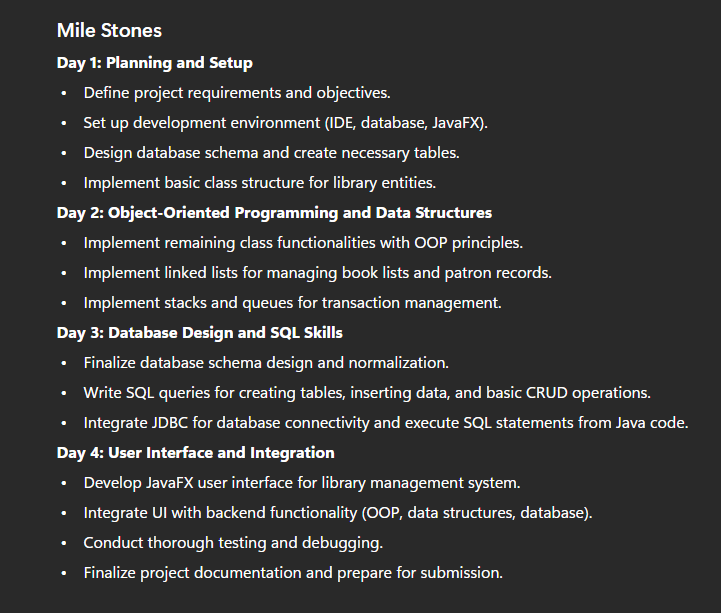 Mile Stones
Day 1: Planning and Setup
• Define project requirements and objectives.
• Set up development environment (IDE, database, JavaFX).
• Design database schema and create necessary tables.
• Implement basic class structure for library entities.
Day 2: Object-Oriented Programming and Data Structures
• Implement remaining class functionalities with OOP principles.
• Implement linked lists for managing book lists and patron records.
• Implement stacks and queues for transaction management.
Day 3: Database Design and SQL Skills
• Finalize database schema design and normalization.
• Write SQL queries for creating tables, inserting data, and basic CRUD operations.
• Integrate JDBC for database connectivity and execute SQL statements from Java code.
Day 4: User Interface and Integration
• Develop JavaFX user interface for library management system.
• Integrate UI with backend functionality (OOP, data structures, database).
• Conduct thorough testing and debugging.
• Finalize project documentation and prepare for submission.